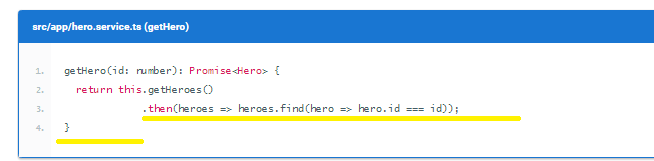 src/app/hero.service.ts (getHero)
1. getHero(id: number): Promise<Hero> {
2. return this.getHeroes()
3. .then(heroes => heroes.find(hero => hero.id === id));
4. }